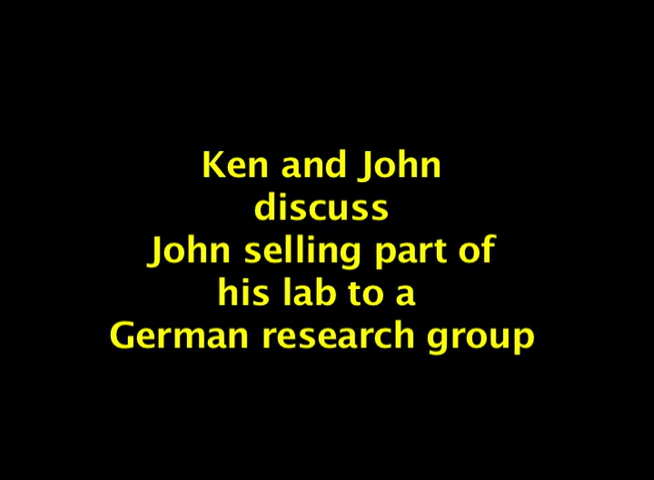 Ken and John
discuss
John selling part of
his lab to a
German research group